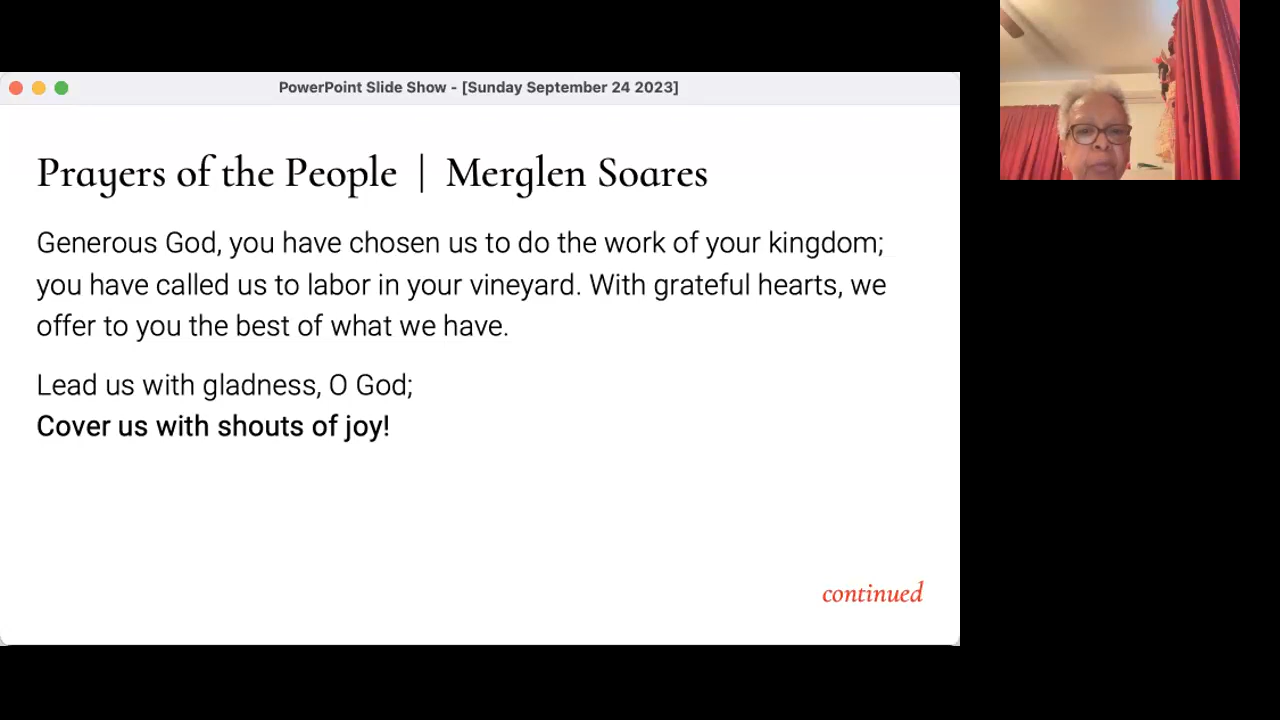 PowerPoint Slide Show - [Sunday September 24 2023]
Prayers of the People | Merglen Soares
Generous God, you have chosen us to do the work of your kingdom;
you have called us to labor in your vineyard. With grateful hearts, we
offer to you the best of what we have.
Lead us with gladness, O God;
Cover us with shouts of joy!
continued